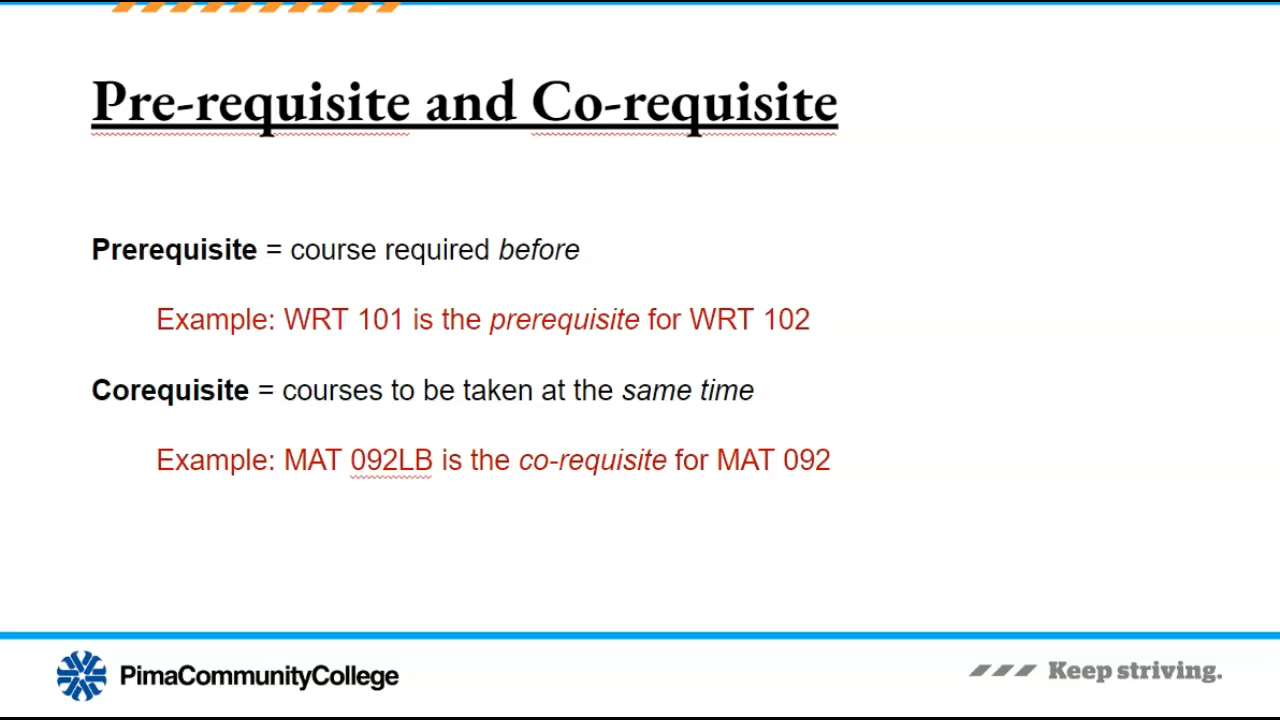 Pre-requisite and Co-requisite
Prerequisite = course required before
Example: WRT 101 is the prerequisite for WRT 102
Corequisite = courses to be taken at the same time
Example: MAT 092LB is the co-requisite for MAT 092
PimaCommunityCollege
Keep striving.